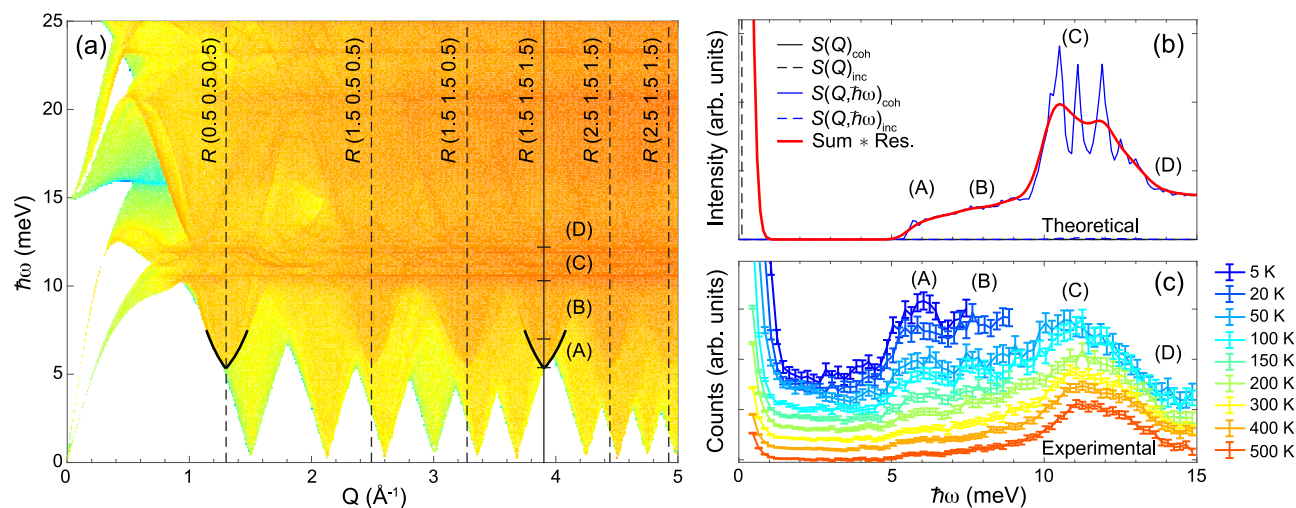 (a)
25
20
15
10
5
0
ħω (meV)
R (0.5 0.5 0.5)
R (1.5 0.5 0.5)
R (1.5 1.5 0.5)
R (1.5 1.5 1.5)
R (2.5 1.5 0.5)
R (2.5 1.5 1.5)
(D)
(C)
(B)
(A)
0 1 2 3 4 5
Q (Å⁻¹)
(b)
Intensity (arb. units)
S(Q)coh
S(Q)inc
S(Q,ħω)coh
S(Q,ħω)inc
Sum ∗ Res.
(A)
(B)
(C)
(D)
Theoretical
(c)
Counts (arb. units)
(A)
(B)
(C)
(D)
Experimental
0 5 10 15
ħω (meV)
5 K
20 K
50 K
100 K
150 K
200 K
300 K
400 K
500 K